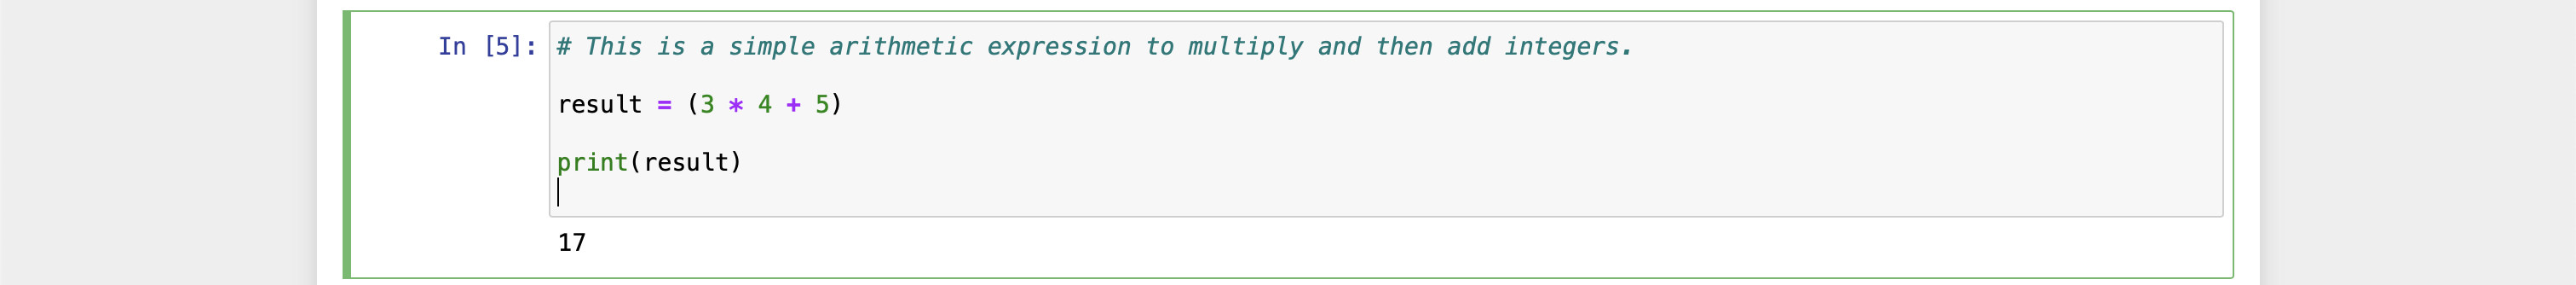 In [5]: # This is a simple arithmetic expression to multiply and then add integers.
result = (3 * 4 + 5)
print(result)
17